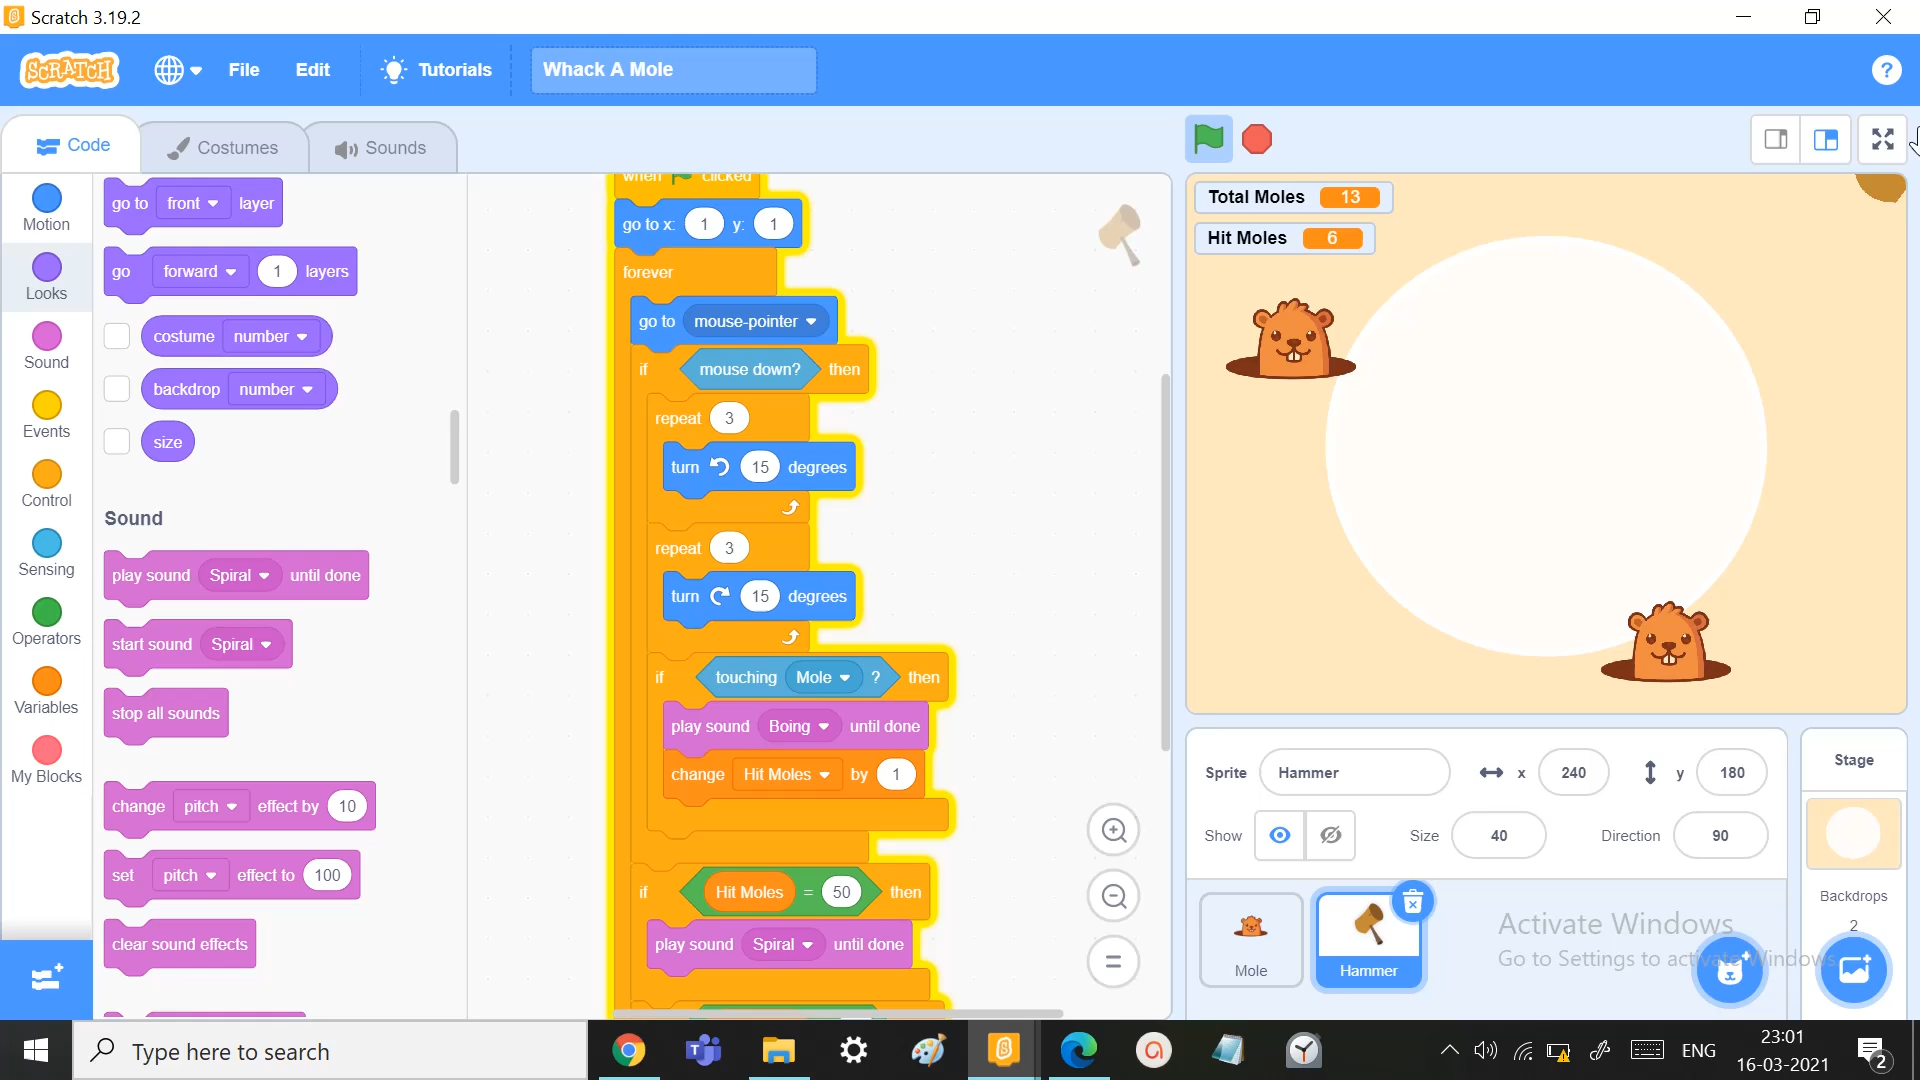 Scratch 3.19.2
SCRATCH
File
Edit
Tutorials
Whack A Mole
?
Code
Costumes
Sounds
Motion
Looks
Sound
Events
Control
Sensing
Operators
Variables
My Blocks
go to front layer
go forward 1 layers
costume number
backdrop number
size
Sound
play sound Spiral until done
start sound Spiral
stop all sounds
change pitch effect by 10
set pitch effect to 100
clear sound effects
when clicked
go to x: 1 y: 1
forever
go to mouse-pointer
if mouse down? then
repeat 3
turn 15 degrees
repeat 3
turn 15 degrees
if touching Mole ? then
play sound Boing until done
change Hit Moles by 1
if Hit Moles = 50 then
play sound Spiral until done
Total Moles 13
Hit Moles 6
Sprite Hammer x 240 y 180
Show Size 40 Direction 90
Mole
Hammer
Stage
Backdrops
2
Activate Windows
Go to Settings to activate Windows
Type here to search
ENG
23:01
16-03-2021
2